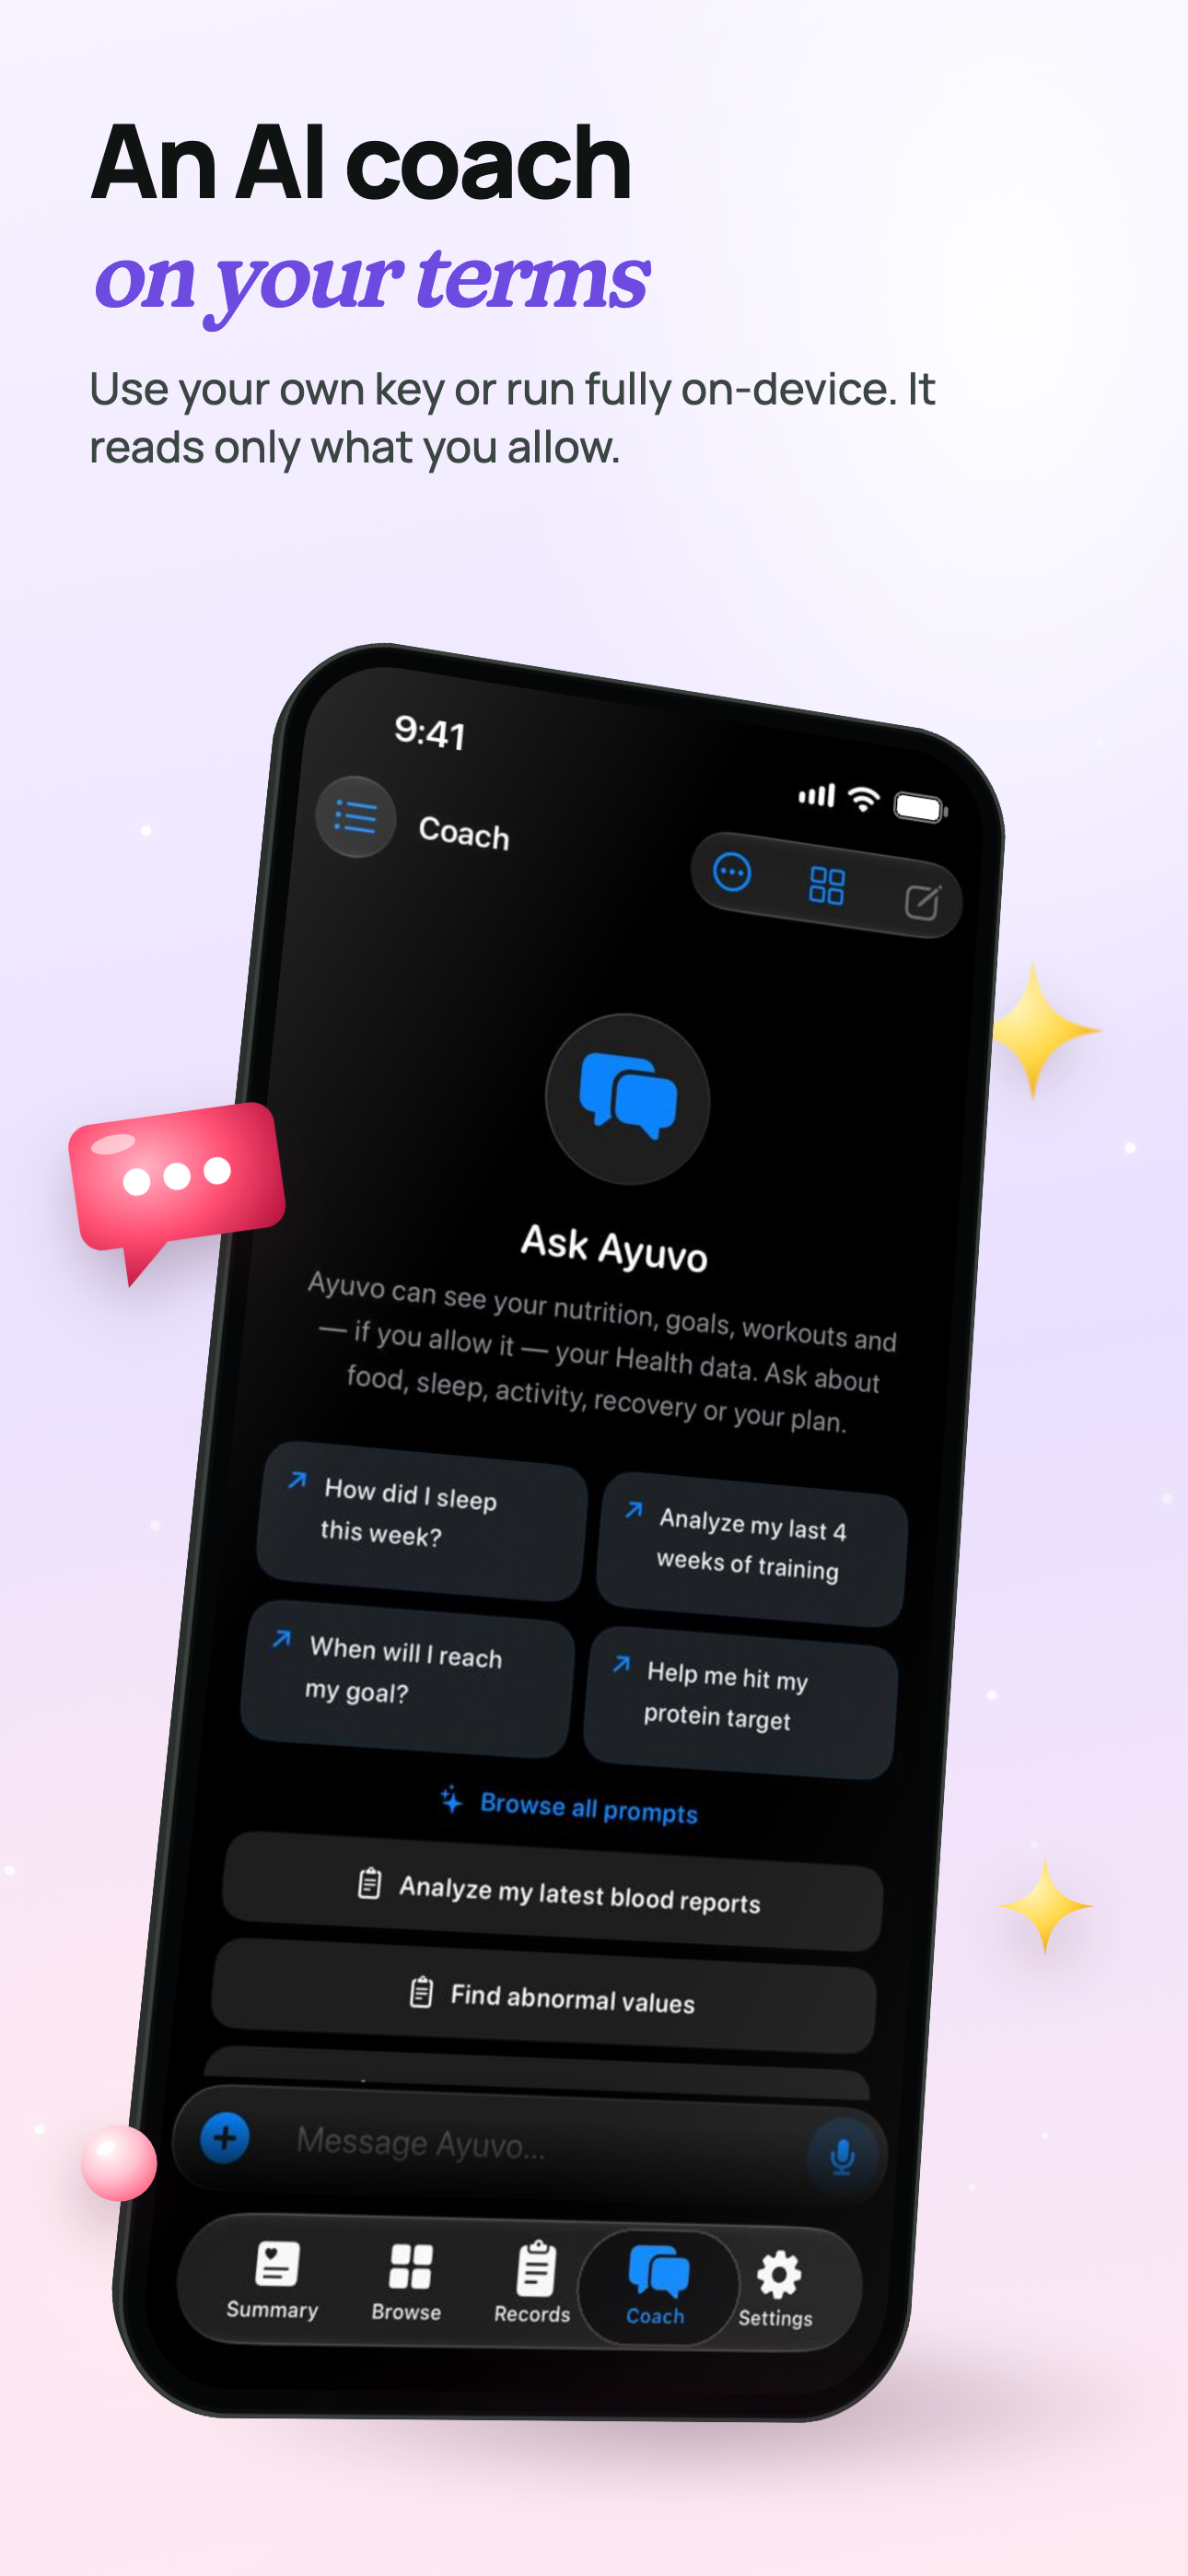 An AI coach
on your terms
Use your own key or run fully on-device. It
reads only what you allow.
9:41
Coach
Ask Ayuvo
Ayuvo can see your nutrition, goals, workouts and
— if you allow it — your Health data. Ask about
food, sleep, activity, recovery or your plan.
How did I sleep
this week?
Analyze my last 4
weeks of training
When will I reach
my goal?
Help me hit my
protein target
Browse all prompts
Analyze my latest blood reports
Find abnormal values
Message Ayuvo...
Summary
Browse
Records
Coach
Settings